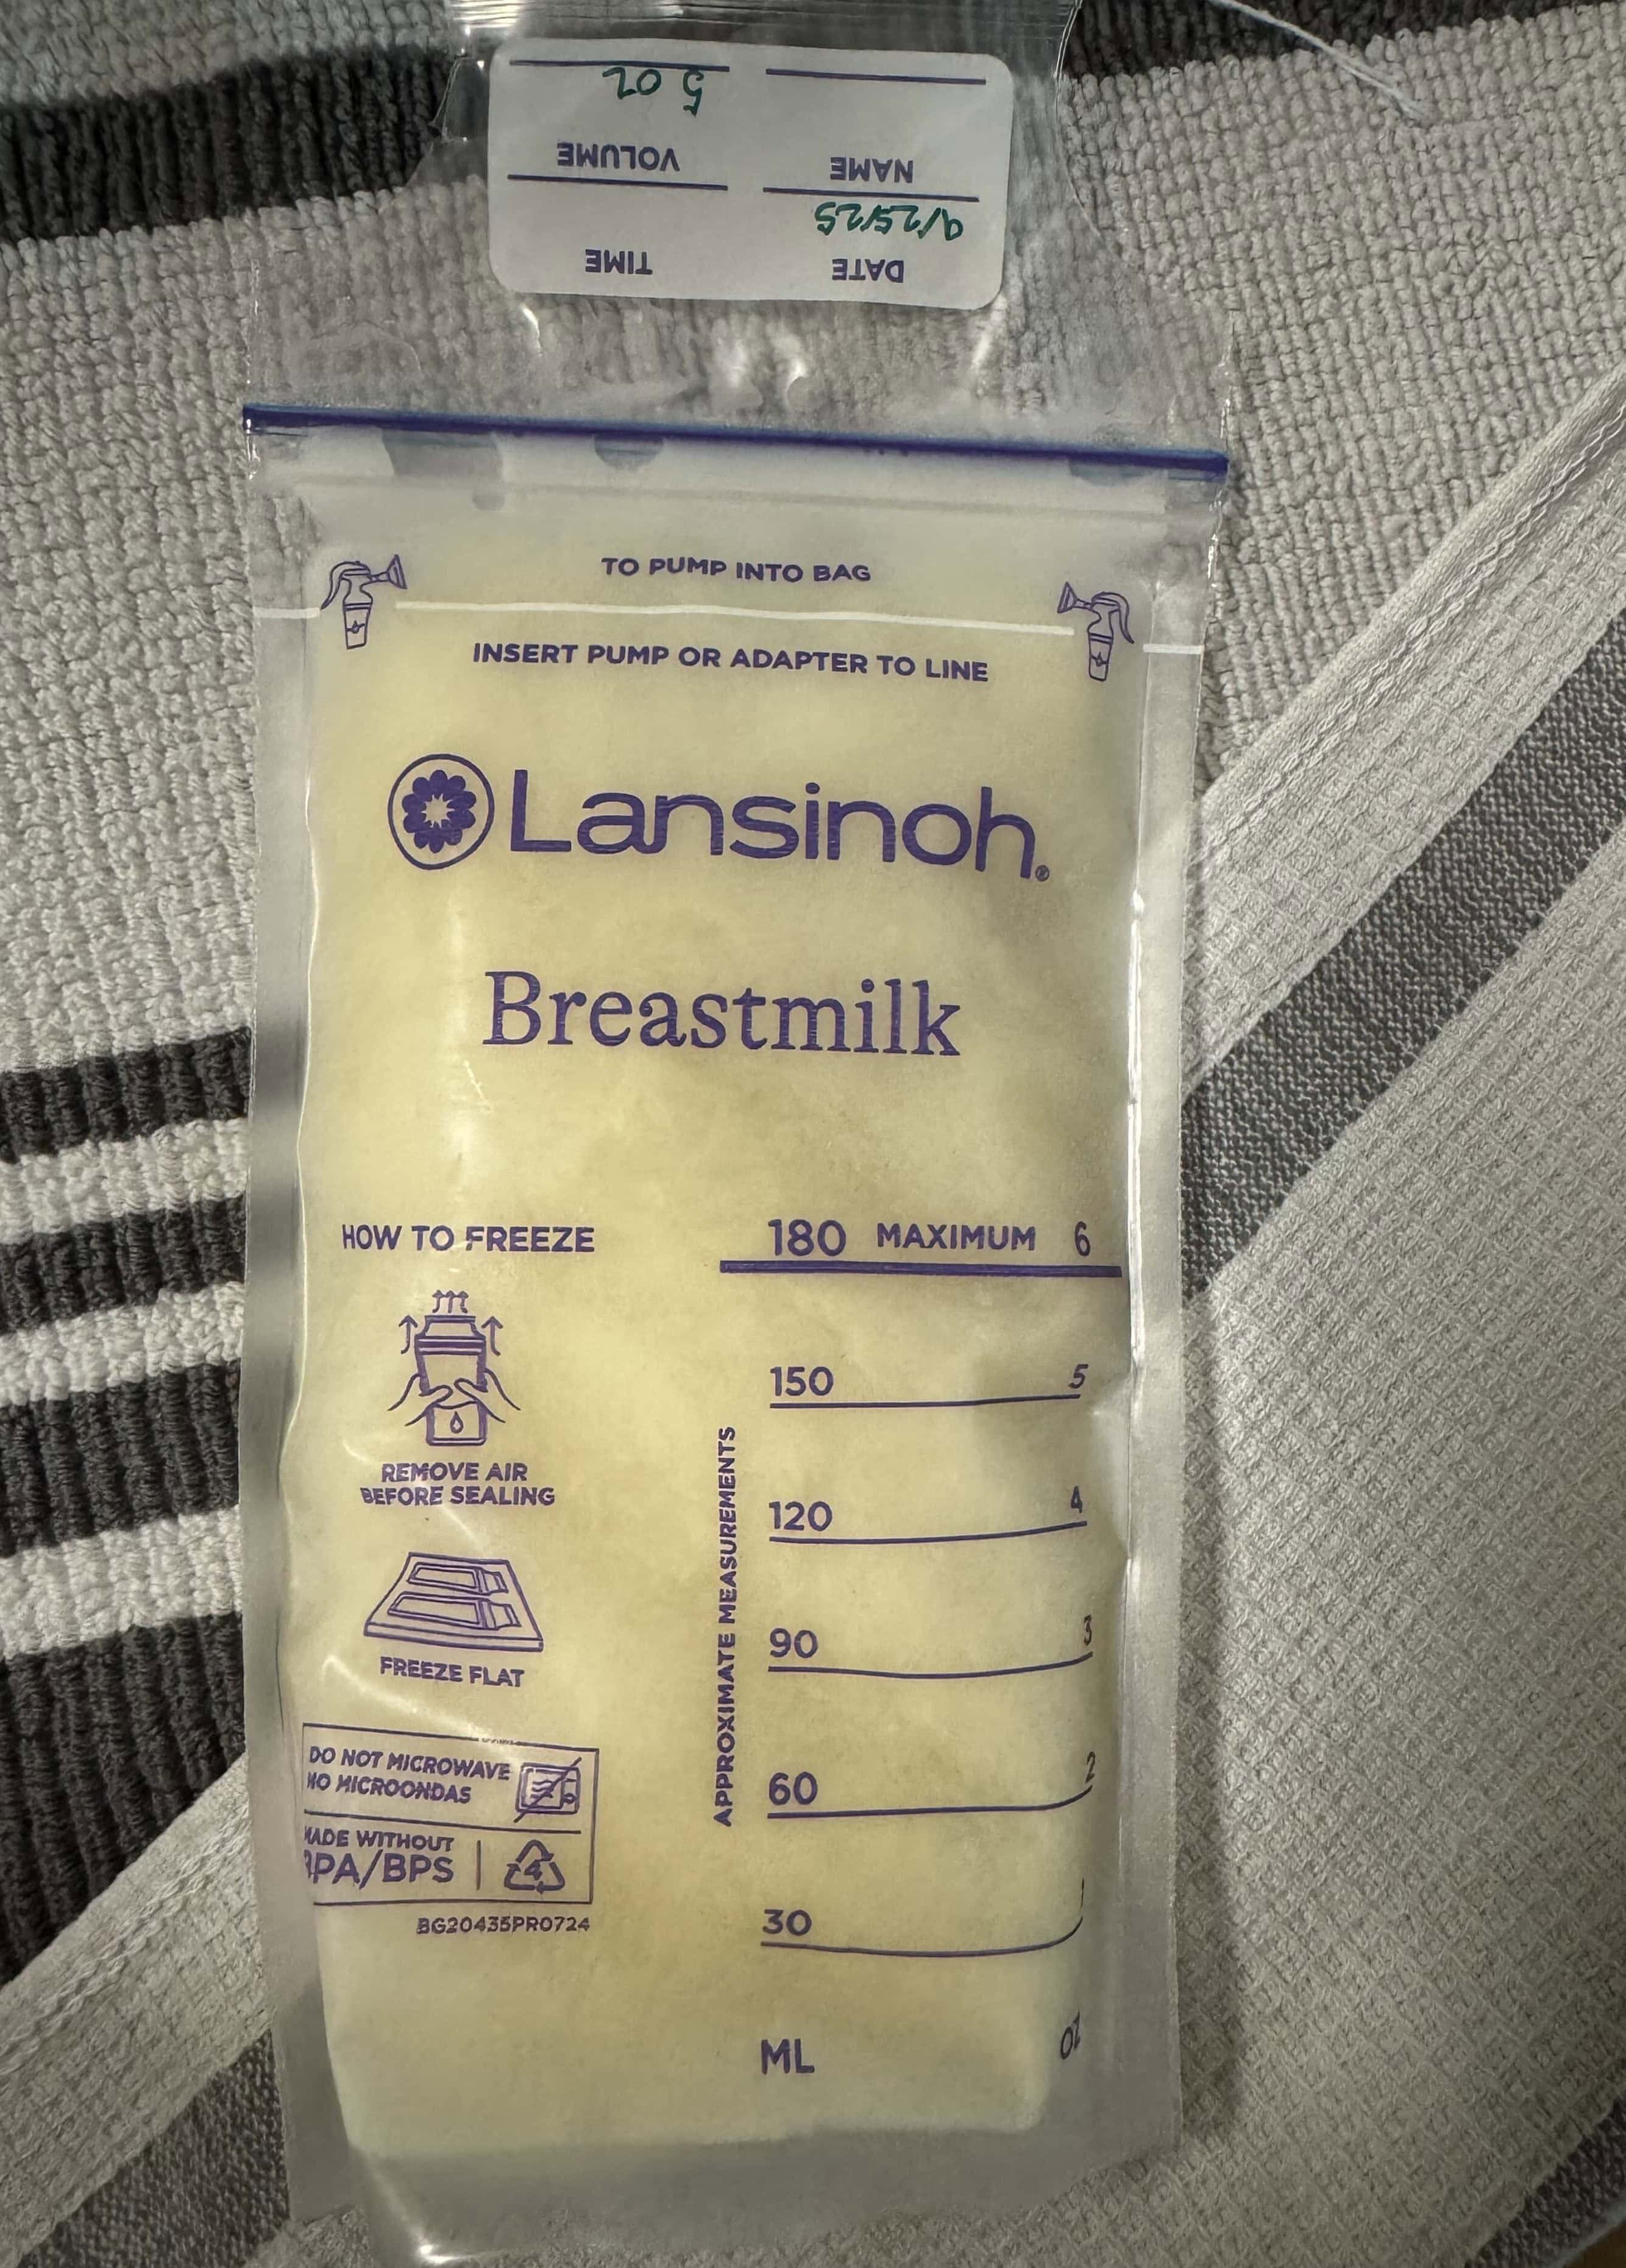 DATE TIME
9/25/25
NAME VOLUME
5 oz
TO PUMP INTO BAG
INSERT PUMP OR ADAPTER TO LINE
Lansinoh®
Breastmilk
HOW TO FREEZE
REMOVE AIR
BEFORE SEALING
FREEZE FLAT
DO NOT MICROWAVE
NO MICROONDAS
MADE WITHOUT
BPA/BPS
4
BG20435PR0724
180 MAXIMUM 6
150 5
120 4
90 3
60 2
30 1
ML OZ
APPROXIMATE MEASUREMENTS